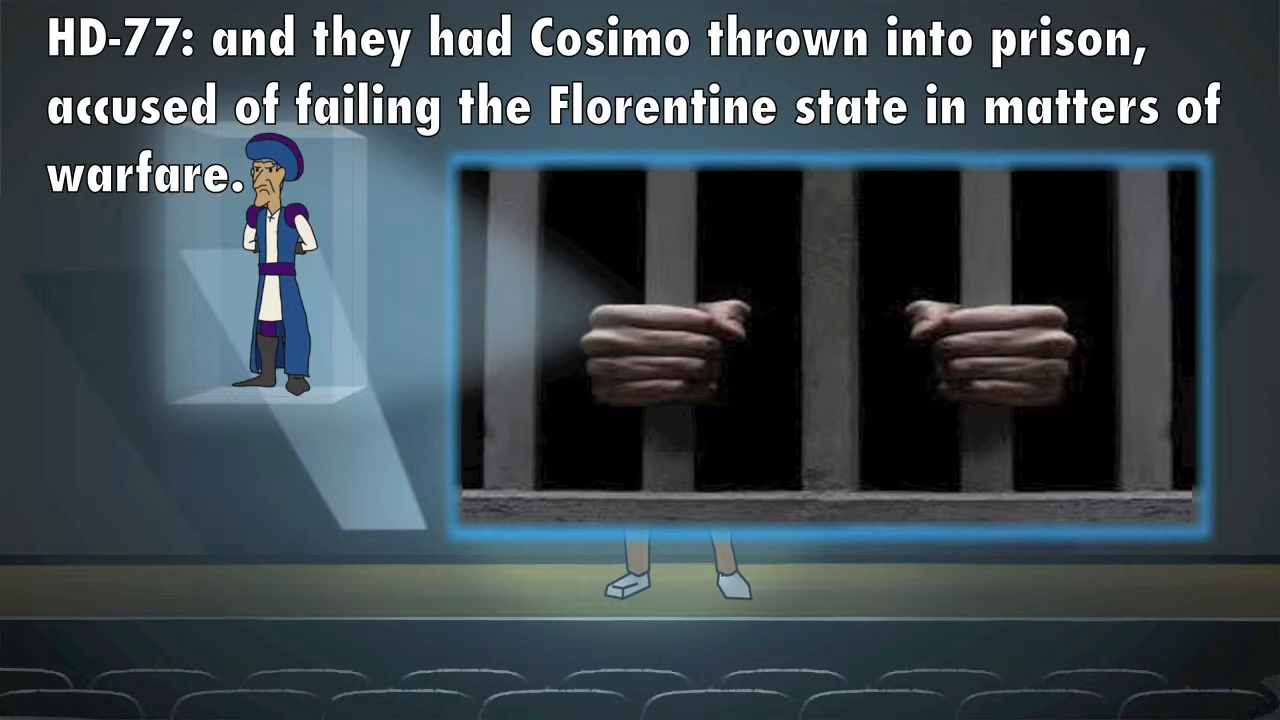 HD-77: and they had Cosimo thrown into prison,
accused of failing the Florentine state in matters of
warfare.